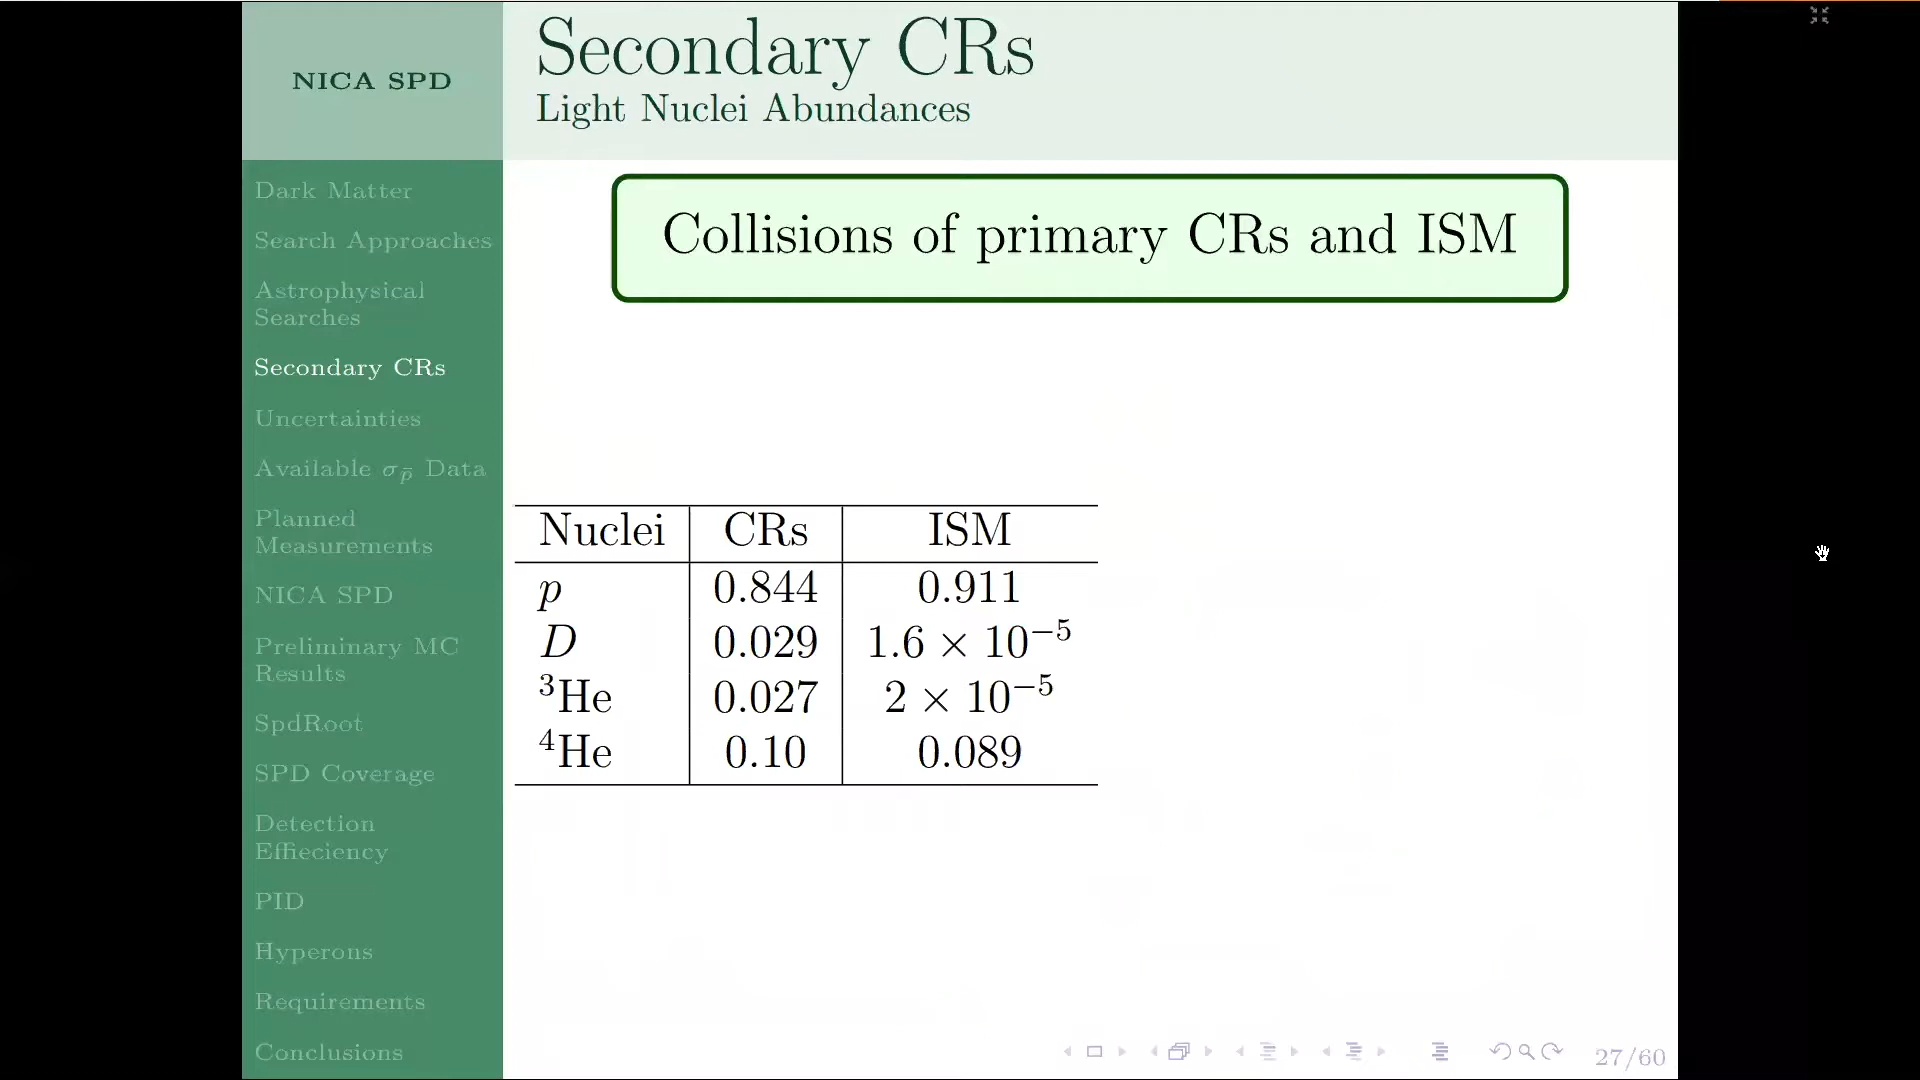 NICA SPD
Secondary CRs
Light Nuclei Abundances
Dark Matter
Search Approaches
Astrophysical
Searches
Secondary CRs
Uncertainties
Available σp̄ Data
Planned
Measurements
NICA SPD
Preliminary MC
Results
SpdRoot
SPD Coverage
Detection
Effieciency
PID
Hyperons
Requirements
Conclusions
Collisions of primary CRs and ISM
Nuclei CRs ISM
p 0.844 0.911
D 0.029 1.6 × 10⁻⁵
³He 0.027 2 × 10⁻⁵
⁴He 0.10 0.089
27/60